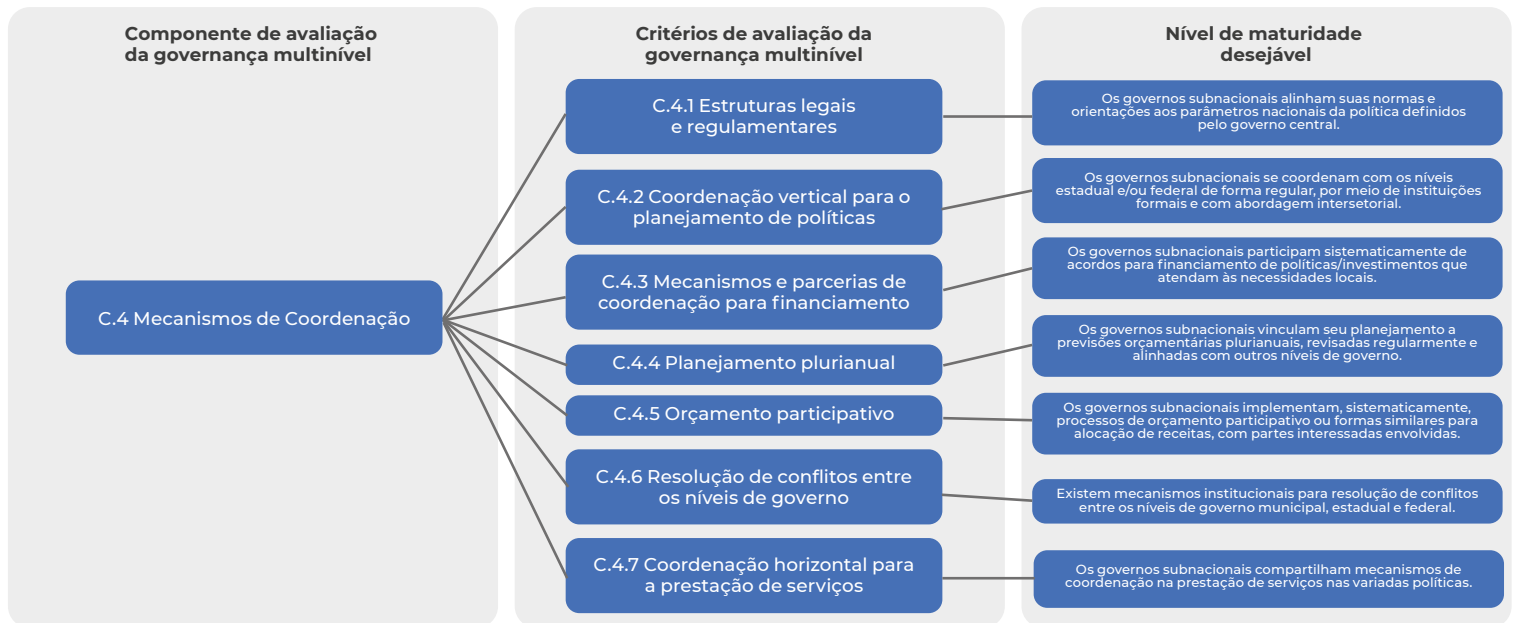 Componente de avaliação
da governança multinível
Critérios de avaliação da
governança multinível
Nível de maturidade
desejável
C.4 Mecanismos de Coordenação
C.4.1 Estruturas legais
e regulamentares
Os governos subnacionais alinham suas normas e
orientações aos parâmetros nacionais da política definidos
pelo governo central.
C.4.2 Coordenação vertical para o
planejamento de políticas
Os governos subnacionais se coordenam com os níveis
estadual e/ou federal de forma regular, por meio de instituições
formais e com abordagem intersetorial.
C.4.3 Mecanismos e parcerias de
coordenação para financiamento
Os governos subnacionais participam sistematicamente de
acordos para financiamento de políticas/investimentos que
atendam às necessidades locais.
C.4.4 Planejamento plurianual
Os governos subnacionais vinculam seu planejamento a
previsões orçamentárias plurianuais, revisadas regularmente e
alinhadas com outros níveis de governo.
C.4.5 Orçamento participativo
Os governos subnacionais implementam, sistematicamente,
processos de orçamento participativo ou formas similares para
alocação de receitas, com partes interessadas envolvidas.
C.4.6 Resolução de conflitos entre
os níveis de governo
Existem mecanismos institucionais para resolução de conflitos
entre os níveis de governo municipal, estadual e federal.
C.4.7 Coordenação horizontal para
a prestação de serviços
Os governos subnacionais compartilham mecanismos de
coordenação na prestação de serviços nas variadas políticas.